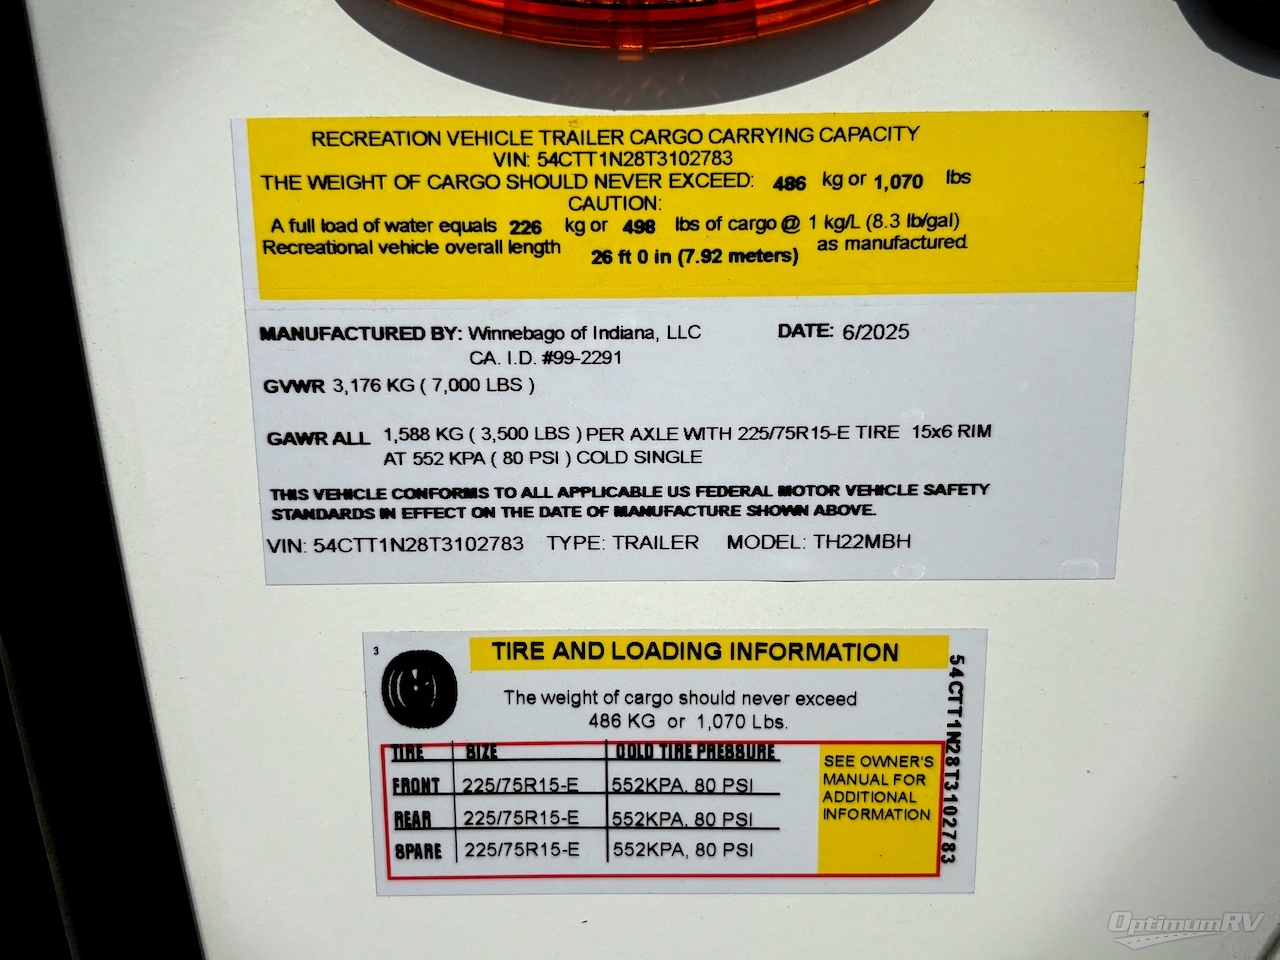 RECREATION VEHICLE TRAILER CARGO CARRYING CAPACITY
VIN: 54CTT1N28T3102783
THE WEIGHT OF CARGO SHOULD NEVER EXCEED: 486 kg or 1,070 lbs
CAUTION:
A full load of water equals 226 kg or 498 lbs of cargo @ 1 kg/L (8.3 lb/gal)
Recreational vehicle overall length 26 ft 0 in (7.92 meters) as manufactured
MANUFACTURED BY: Winnebago of Indiana, LLC DATE: 6/2025
CA. I.D. #99-2291
GVWR 3,176 KG ( 7,000 LBS )
GAWR ALL 1,588 KG ( 3,500 LBS ) PER AXLE WITH 225/75R15-E TIRE 15x6 RIM
AT 552 KPA ( 80 PSI ) COLD SINGLE
THIS VEHICLE CONFORMS TO ALL APPLICABLE US FEDERAL MOTOR VEHICLE SAFETY
STANDARDS IN EFFECT ON THE DATE OF MANUFACTURE SHOWN ABOVE.
VIN: 54CTT1N28T3102783 TYPE: TRAILER MODEL: TH22MBH
3
TIRE AND LOADING INFORMATION
The weight of cargo should never exceed
486 KG or 1,070 Lbs.
TIRE SIZE COLD TIRE PRESSURE
FRONT 225/75R15-E 552KPA, 80 PSI
REAR 225/75R15-E 552KPA, 80 PSI
SPARE 225/75R15-E 552KPA, 80 PSI
SEE OWNER'S
MANUAL FOR
ADDITIONAL
INFORMATION
54CTT1N28T3102783
OptimumRV